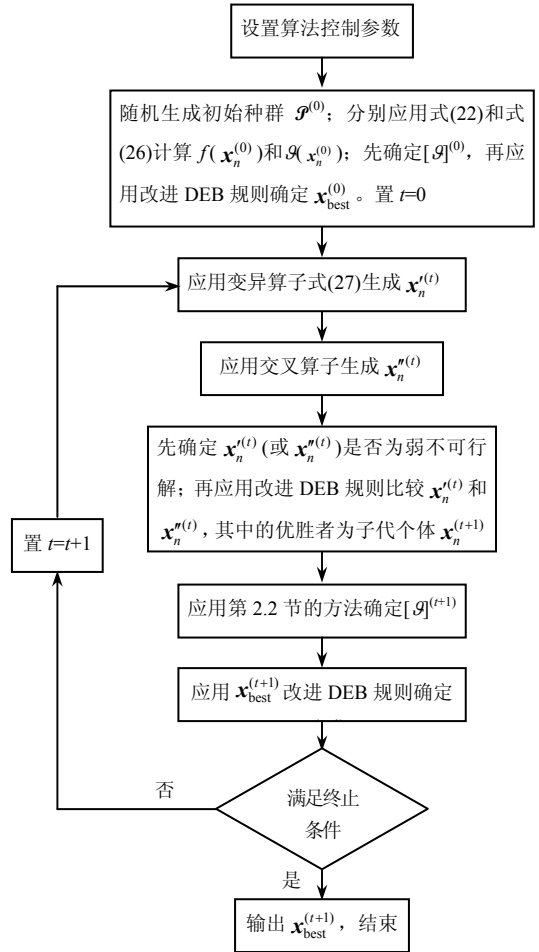 设置算法控制参数
随机生成初始种群 𝒫^(0)；分别应用式(22)和式
(26)计算 f( x_n^(0) )和𝒢( x_n^(0) )；先确定[𝒢]^(0)，再应
用改进 DEB 规则确定 x_best^(0) 。置 t=0
应用变异算子式(27)生成 x_n′^(t)
应用交叉算子生成 x_n″^(t)
先确定 x_n′^(t) (或 x_n″^(t) )是否为弱不可行
解；再应用改进 DEB 规则比较 x_n′^(t) 和
x_n″^(t) ，其中的优胜者为子代个体 x_n^(t+1)
置 t=t+1
应用第 2.2 节的方法确定[𝒢]^(t+1)
应用 x_best^(t+1) 改进 DEB 规则确定
否
满足终止
条件
是
输出 x_best^(t+1) ，结束